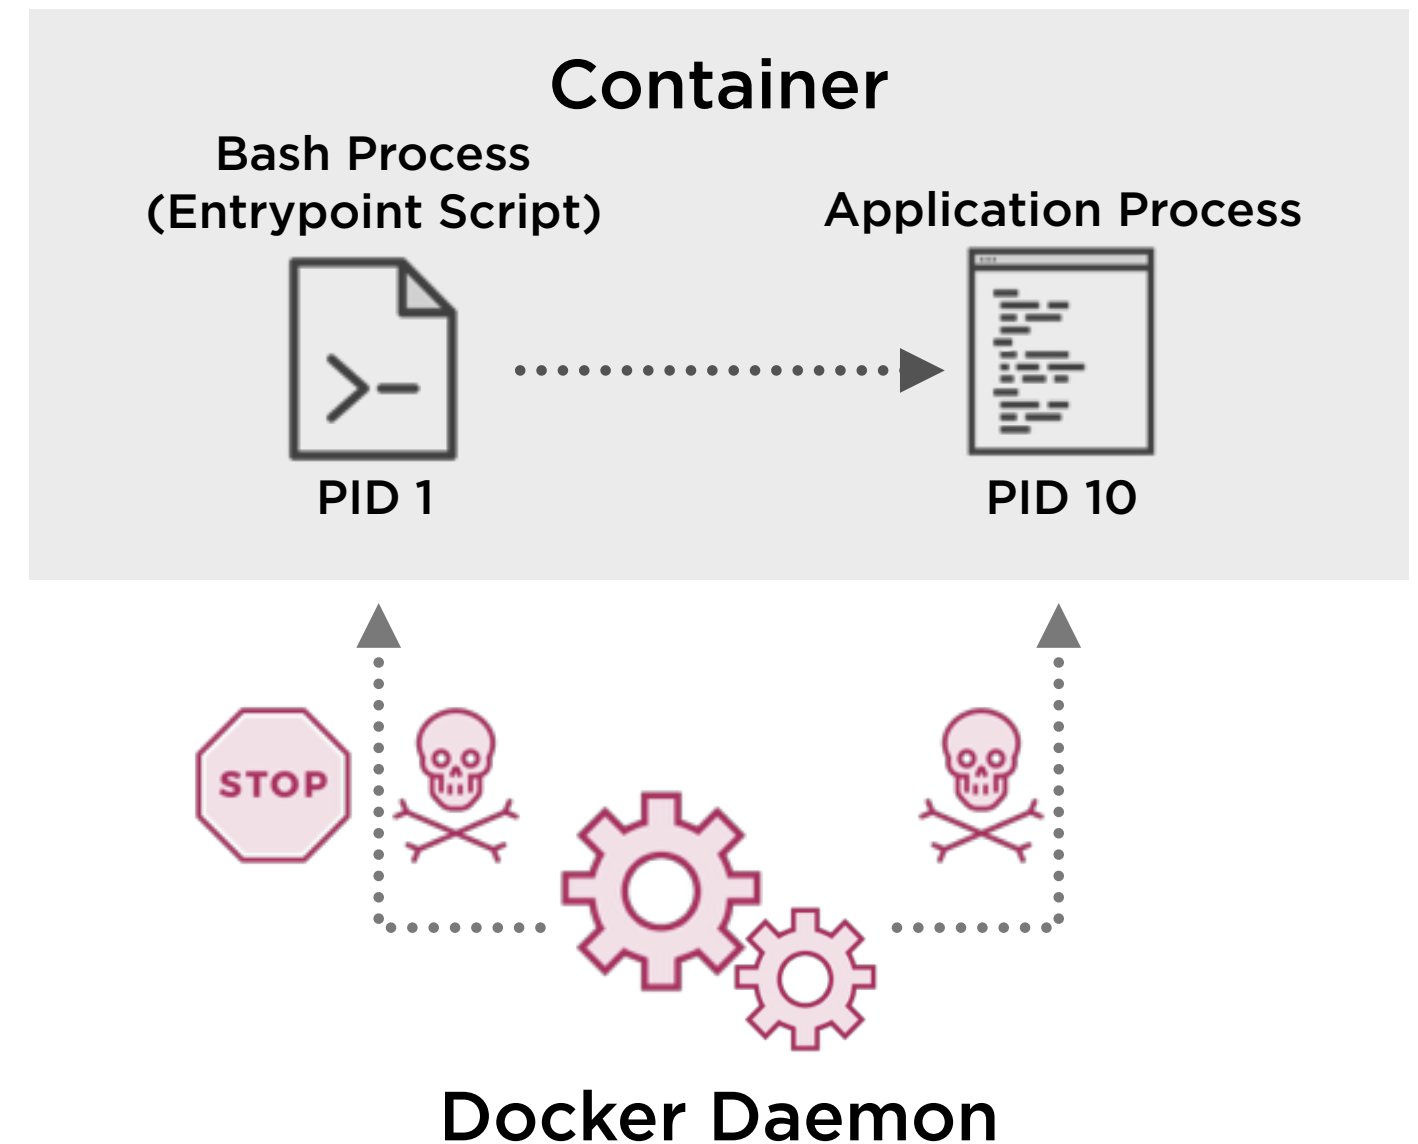 Container
Bash Process
(Entrypoint Script)
Application Process
PID 1
PID 10
STOP
Docker Daemon